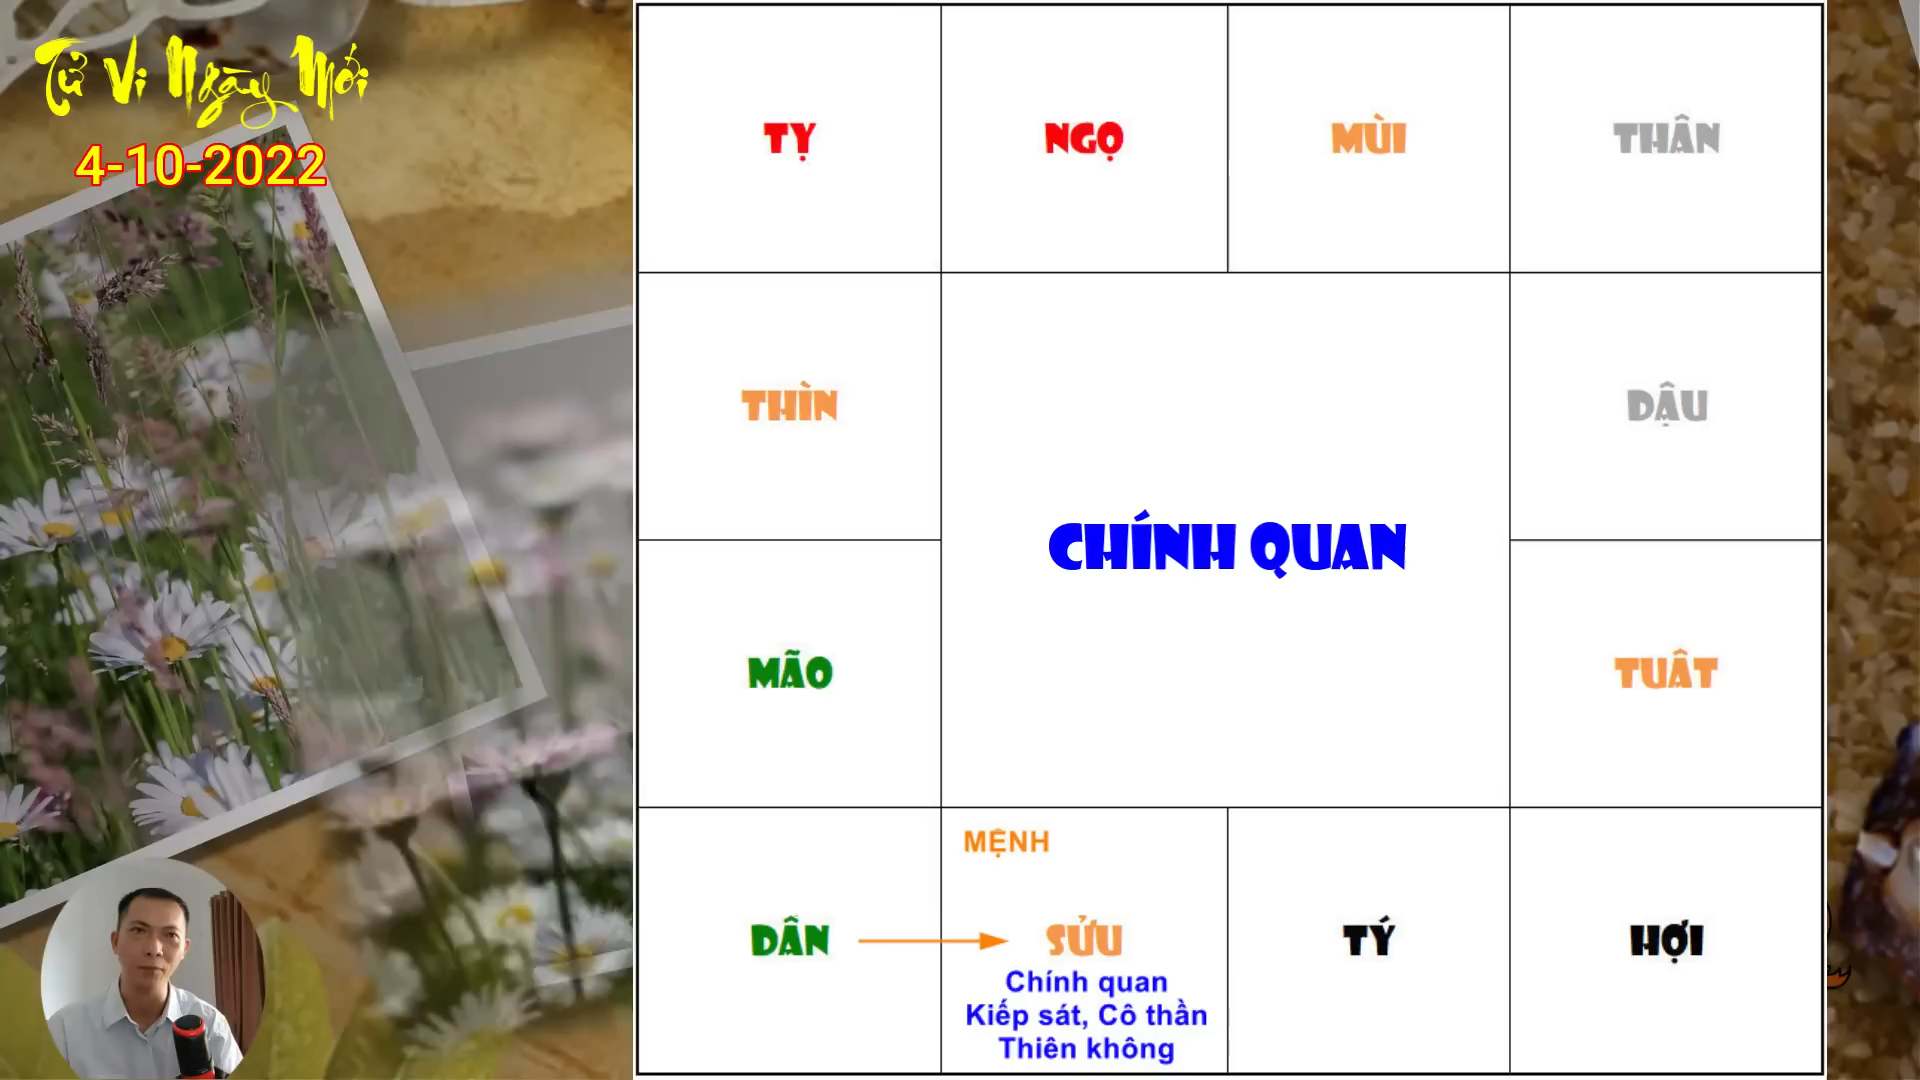 Tử Vi Ngày Mới
4-10-2022
TỴ
NGỌ
MÙI
THÂN
THÌN
DẬU
CHÍNH QUAN
MÃO
TUẤT
MỆNH
DẦN
SỬU
TÝ
HỢI
Chính quan
Kiếp sát, Cô thần
Thiên không